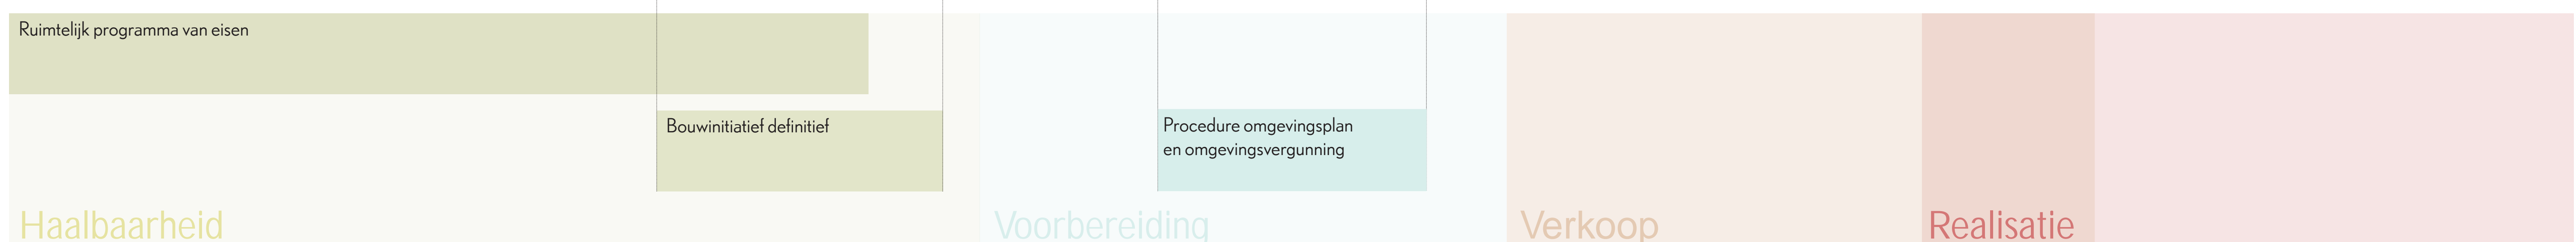 Ruimtelijk programma van eisen
Bouwinitiatief definitief
Procedure omgevingsplan
en omgevingsvergunning
Haalbaarheid
Voorbereiding
Verkoop
Realisatie